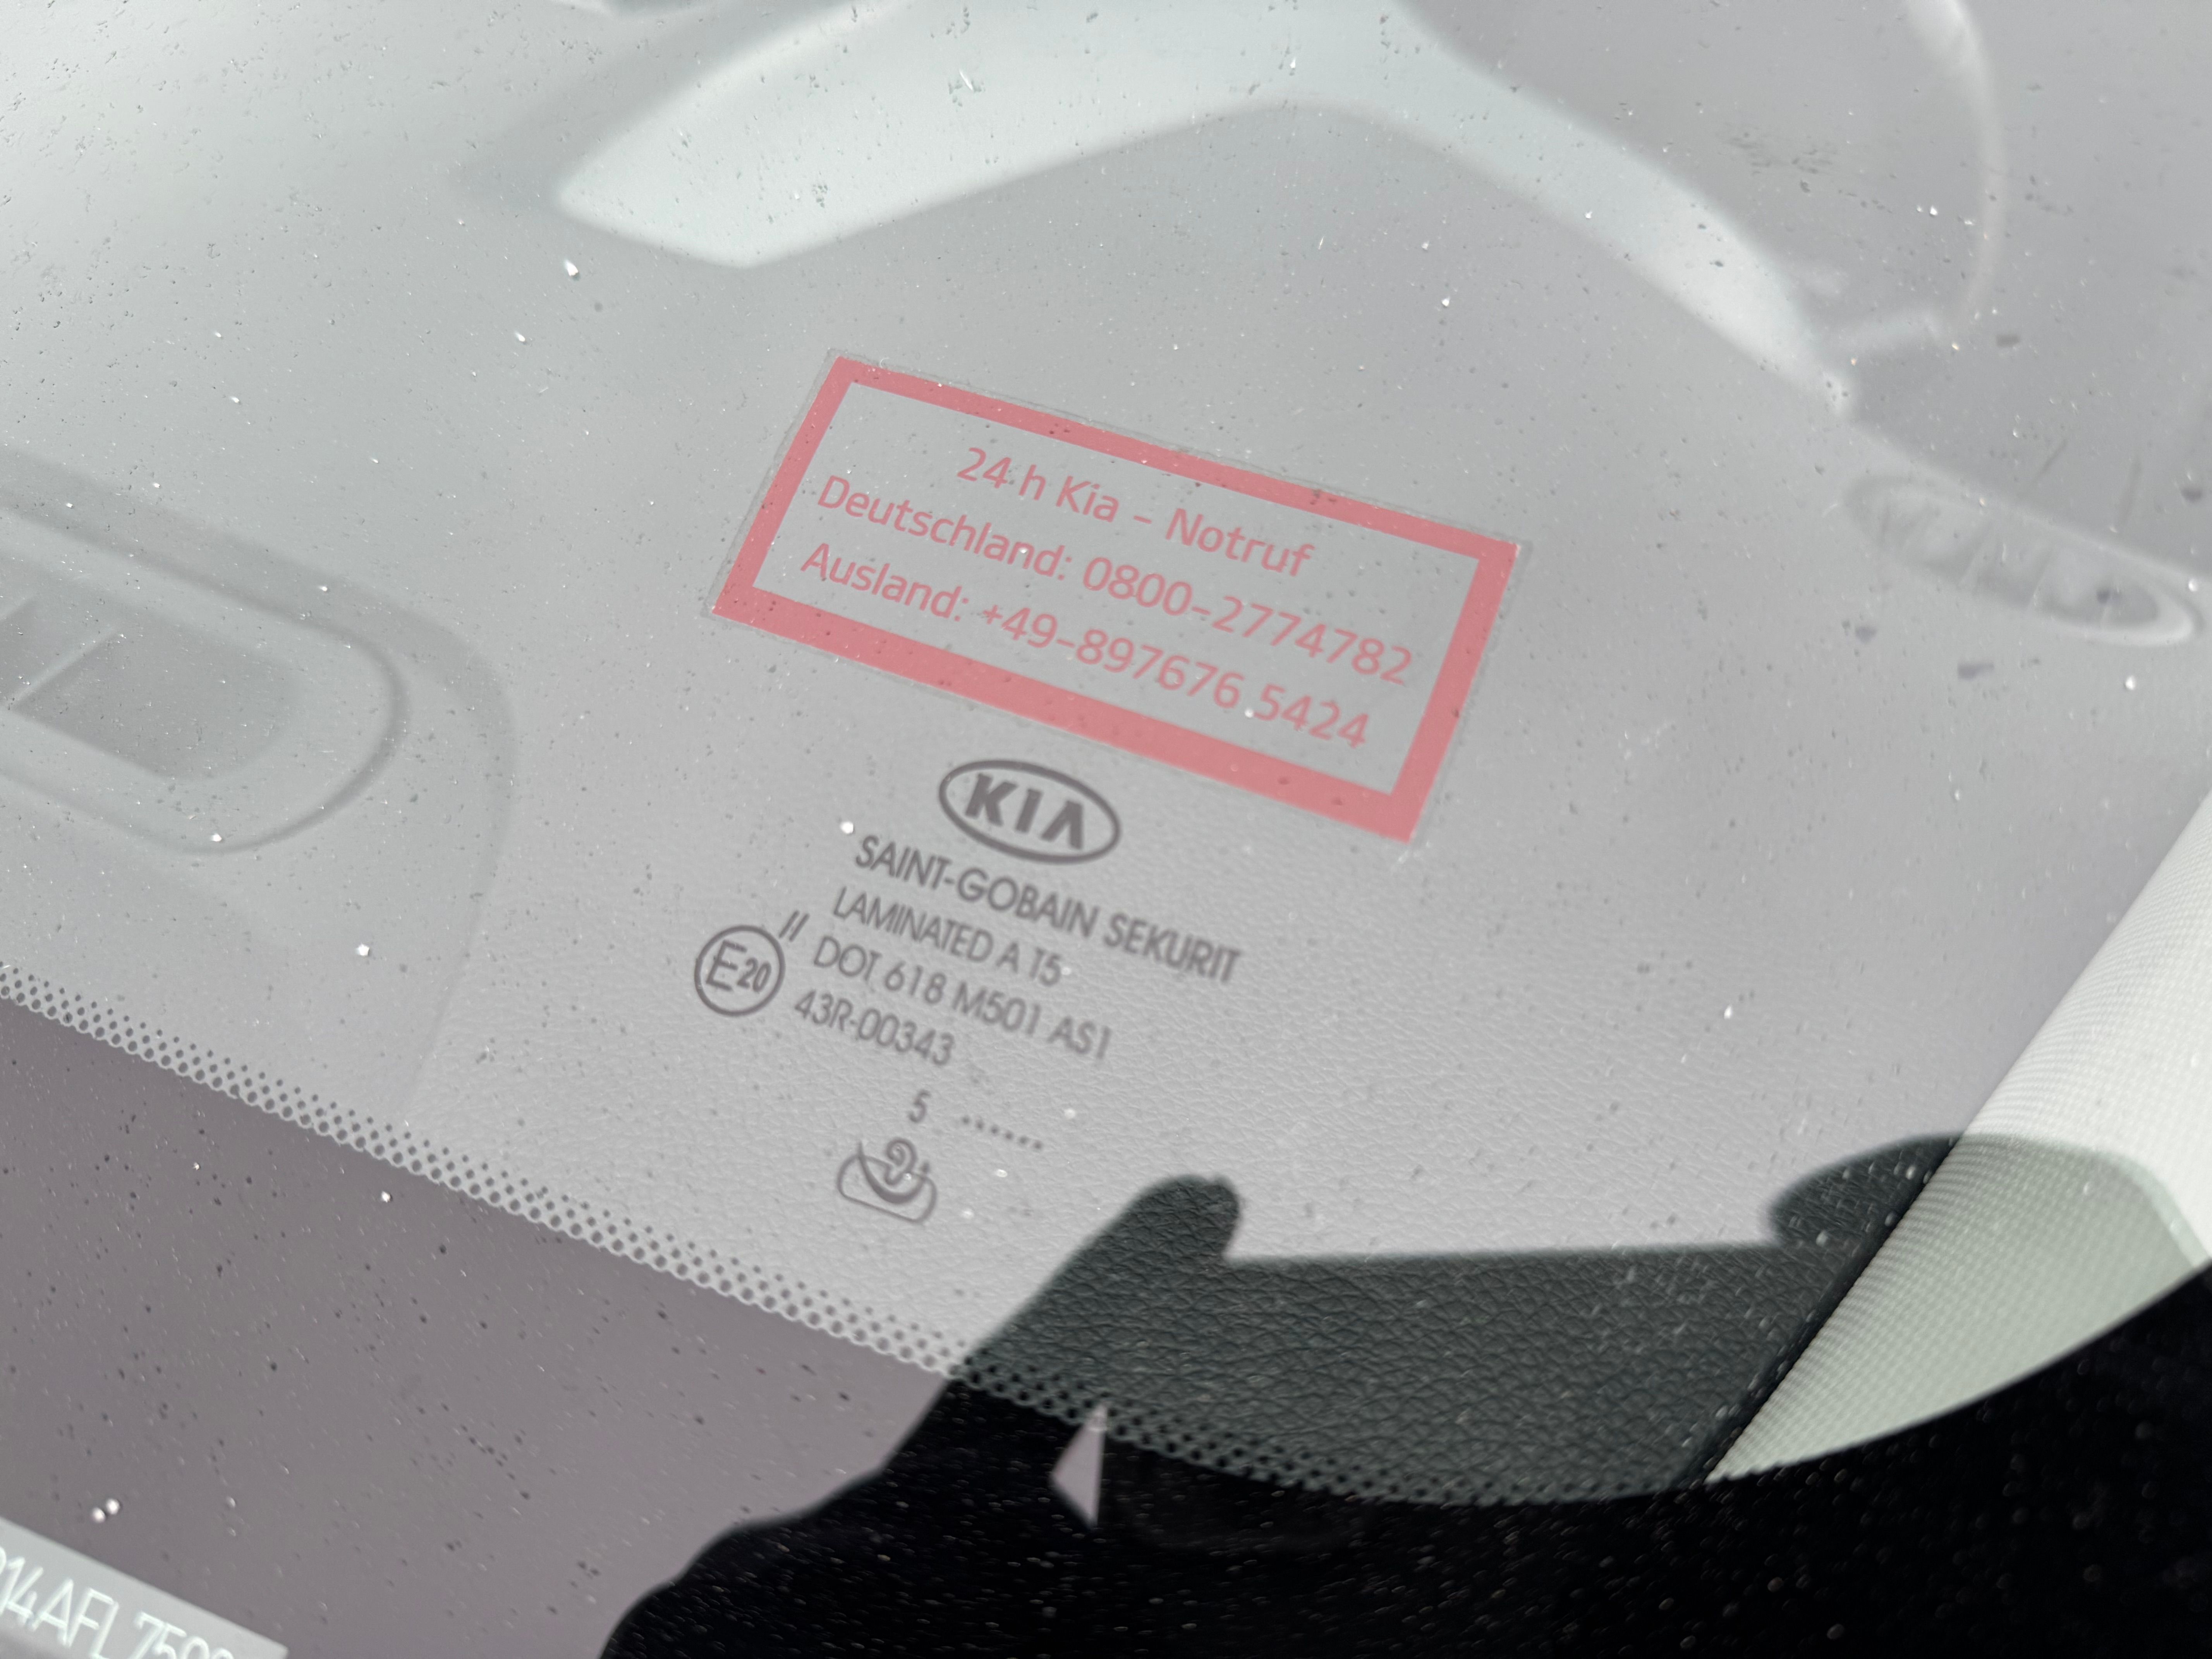 24 h Kia - Notruf
Deutschland: 0800-2774782
Ausland: +49-897676 5424
KIA
SAINT-GOBAIN SEKURIT
LAMINATED A T5
// DOT 618 M501 AS1
E20
43R-00343
5 .......